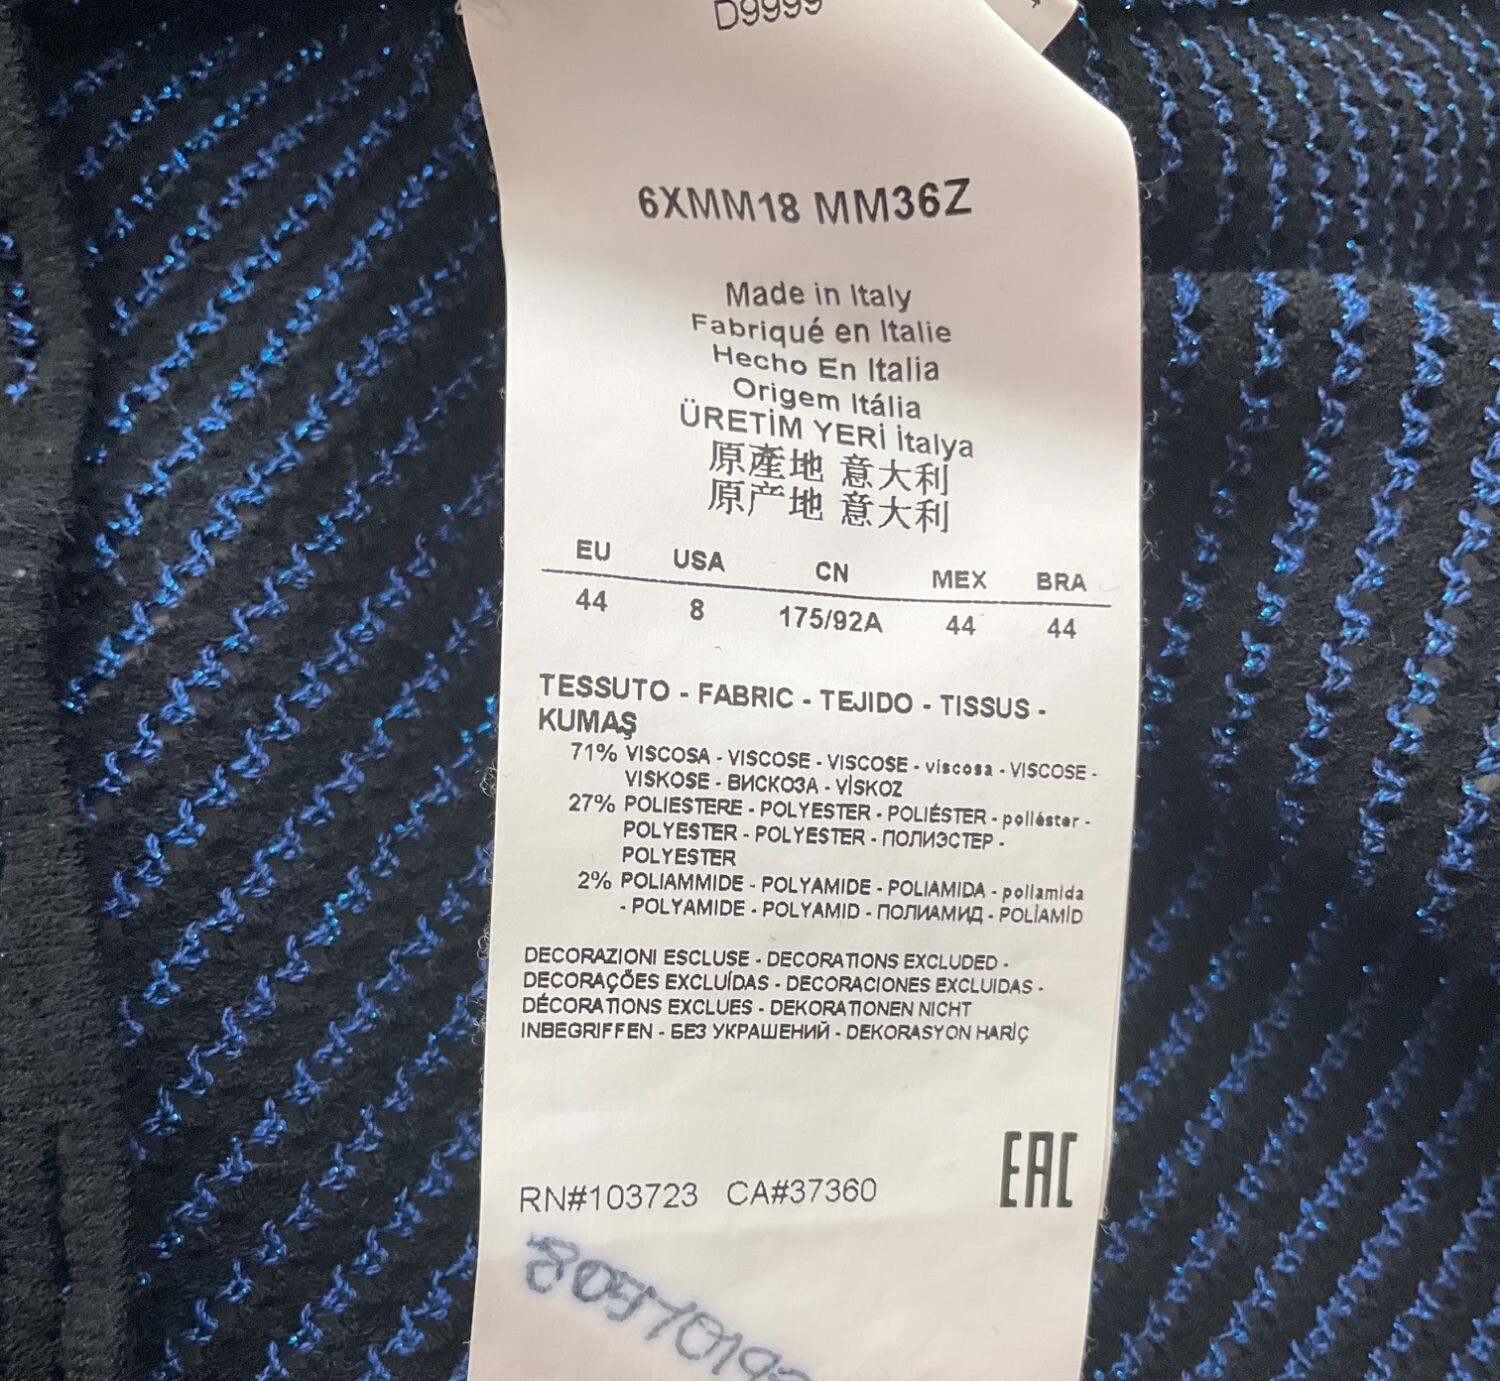 D9999
6XMM18 MM36Z
Made in Italy
Fabriqué en Italie
Hecho En Italia
Origem Itália
ÜRETİM YERİ İtalya
原產地 意大利
原产地 意大利
EU USA CN MEX BRA
44 8 175/92A 44 44
TESSUTO - FABRIC - TEJIDO - TISSUS -
KUMAŞ
71% VISCOSA - VISCOSE - VISCOSE - viscosa - VISCOSE -
VISKOSE - ВИСКОЗА - VİSKOZ
27% POLIESTERE - POLYESTER - POLIÉSTER - poliéster -
POLYESTER - POLYESTER - ПОЛИЭСТЕР -
POLYESTER
2% POLIAMMIDE - POLYAMIDE - POLIAMIDA - poliamida
- POLYAMIDE - POLYAMID - ПОЛИАМИД - POLİAMİD
DECORAZIONI ESCLUSE - DECORATIONS EXCLUDED -
DECORAÇÕES EXCLUÍDAS - DECORACIONES EXCLUIDAS -
DÉCORATIONS EXCLUES - DEKORATIONEN NICHT
INBEGRIFFEN - БЕЗ УКРАШЕНИЙ - DEKORASYON HARİÇ
EAC
RN#103723 CA#37360